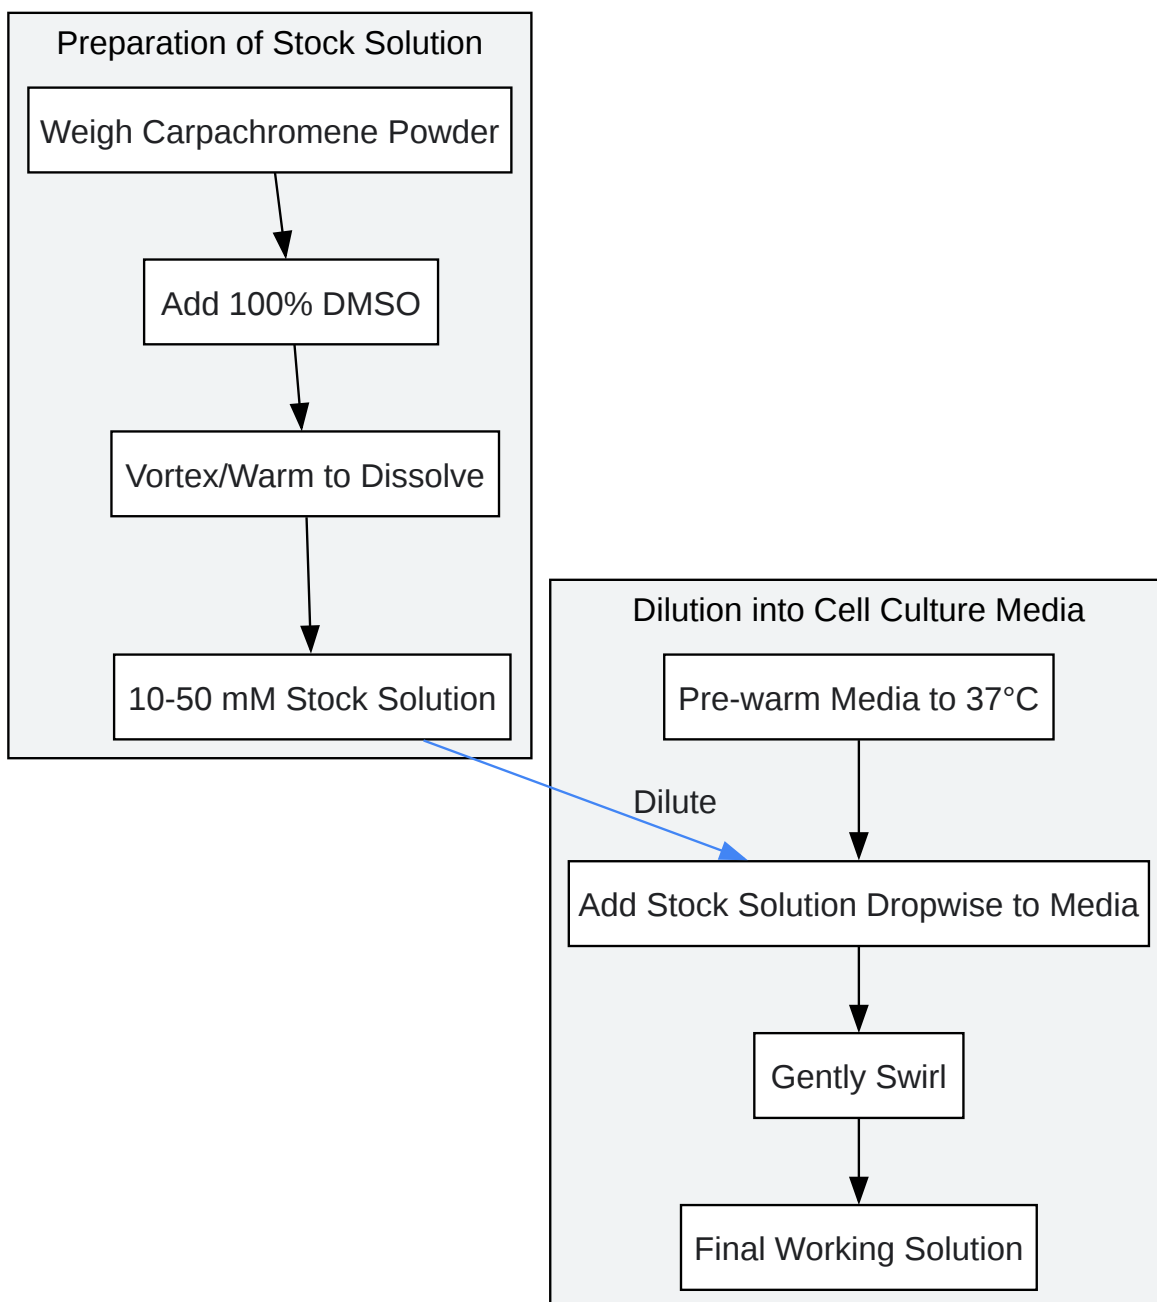 Preparation of Stock Solution
Weigh Carpachromene Powder
Add 100% DMSO
Vortex/Warm to Dissolve
10-50 mM Stock Solution
Dilute
Dilution into Cell Culture Media
Pre-warm Media to 37°C
Add Stock Solution Dropwise to Media
Gently Swirl
Final Working Solution